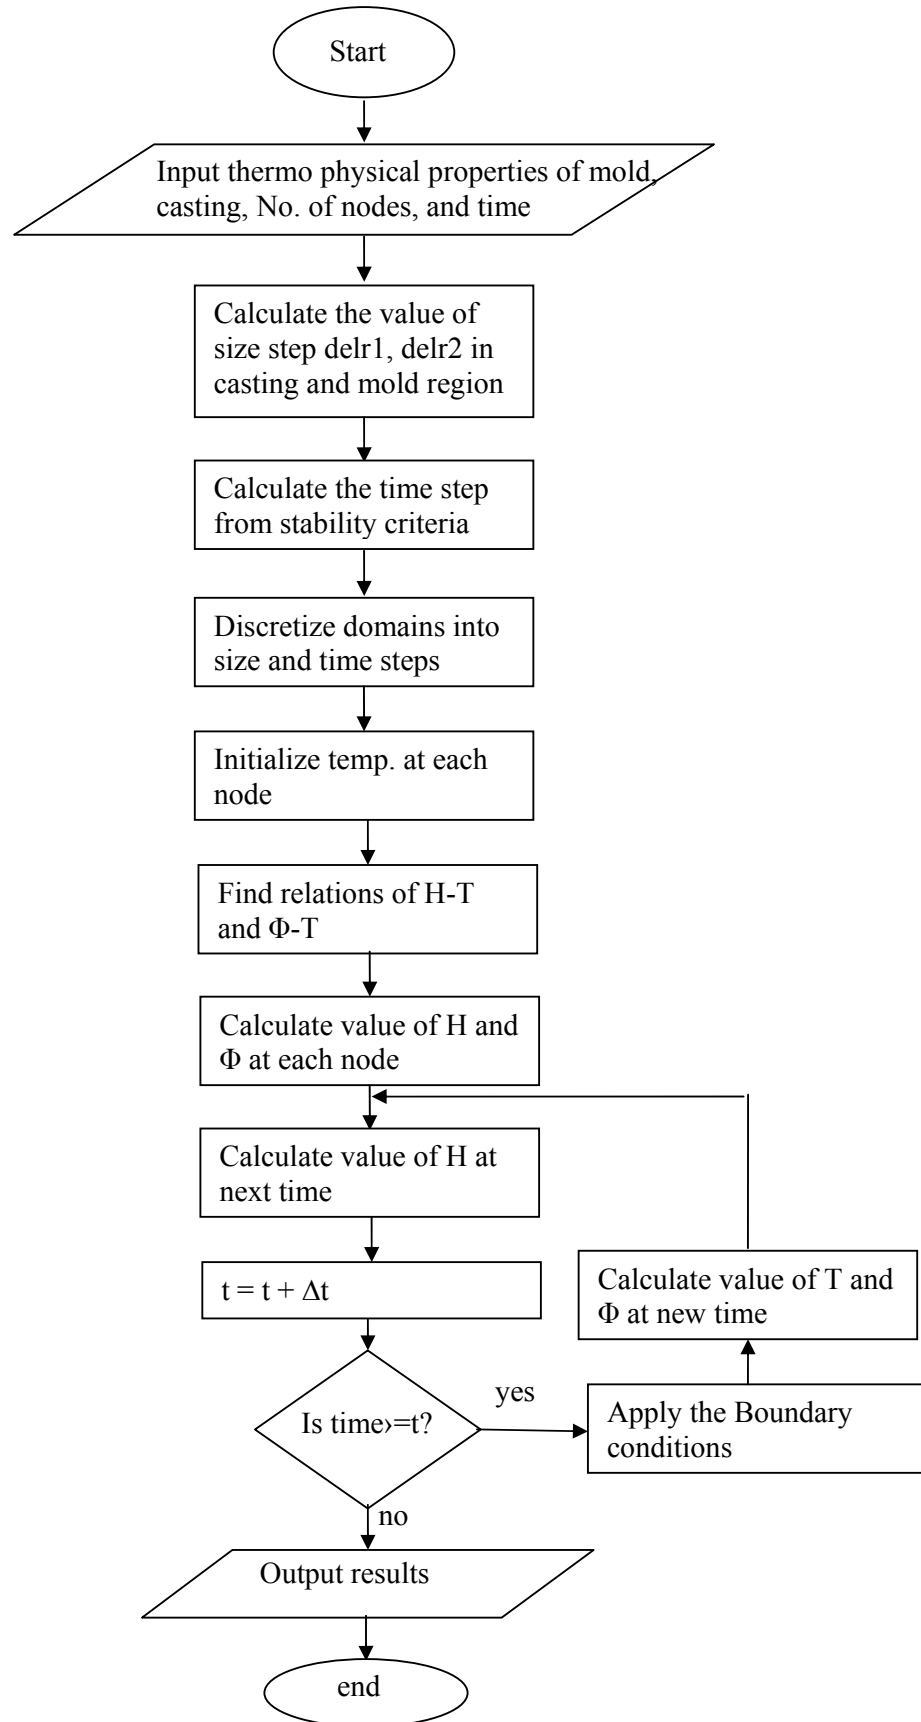 Start
Input thermo physical properties of mold,
casting, No. of nodes, and time
Calculate the value of
size step delr1, delr2 in
casting and mold region
Calculate the time step
from stability criteria
Discretize domains into
size and time steps
Initialize temp. at each
node
Find relations of H-T
and Φ-T
Calculate value of H and
Φ at each node
Calculate value of H at
next time
t = t + Δt
Calculate value of T and
Φ at new time
Is time›=t?
yes
Apply the Boundary
conditions
no
Output results
end